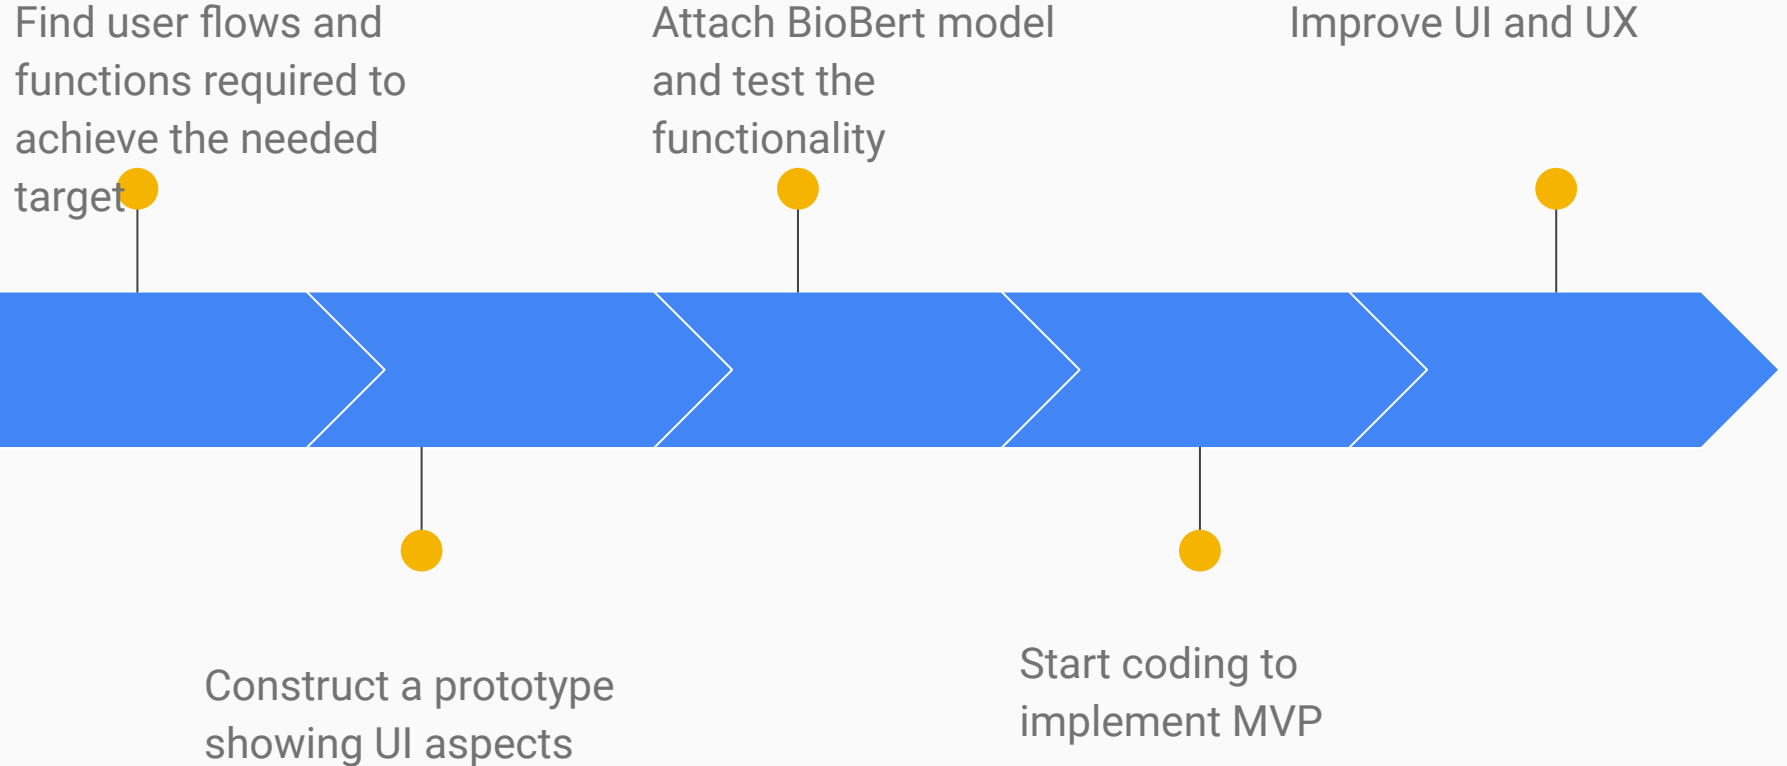 Find user flows and
functions required to
achieve the needed
target
Construct a prototype
showing UI aspects
Attach BioBert model
and test the
functionality
Start coding to
implement MVP
Improve UI and UX